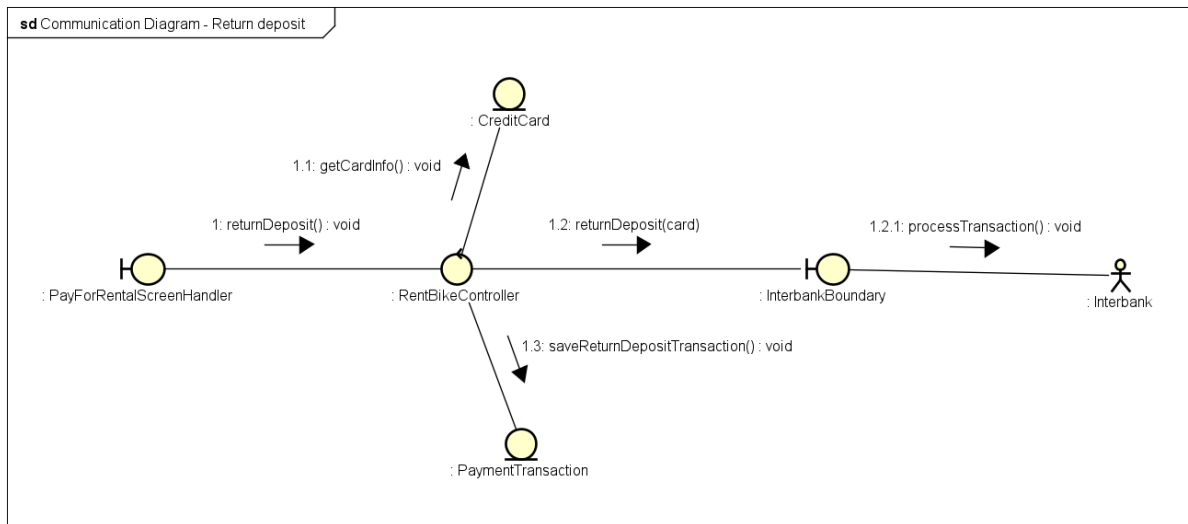 sd Communication Diagram - Return deposit
: CreditCard
1.1: getCardInfo() : void
1: returnDeposit() : void
1.2: returnDeposit(card)
1.2.1: processTransaction() : void
: PayForRentalScreenHandler
: RentBikeController
: InterbankBoundary
: Interbank
1.3: saveReturnDepositTransaction() : void
: PaymentTransaction